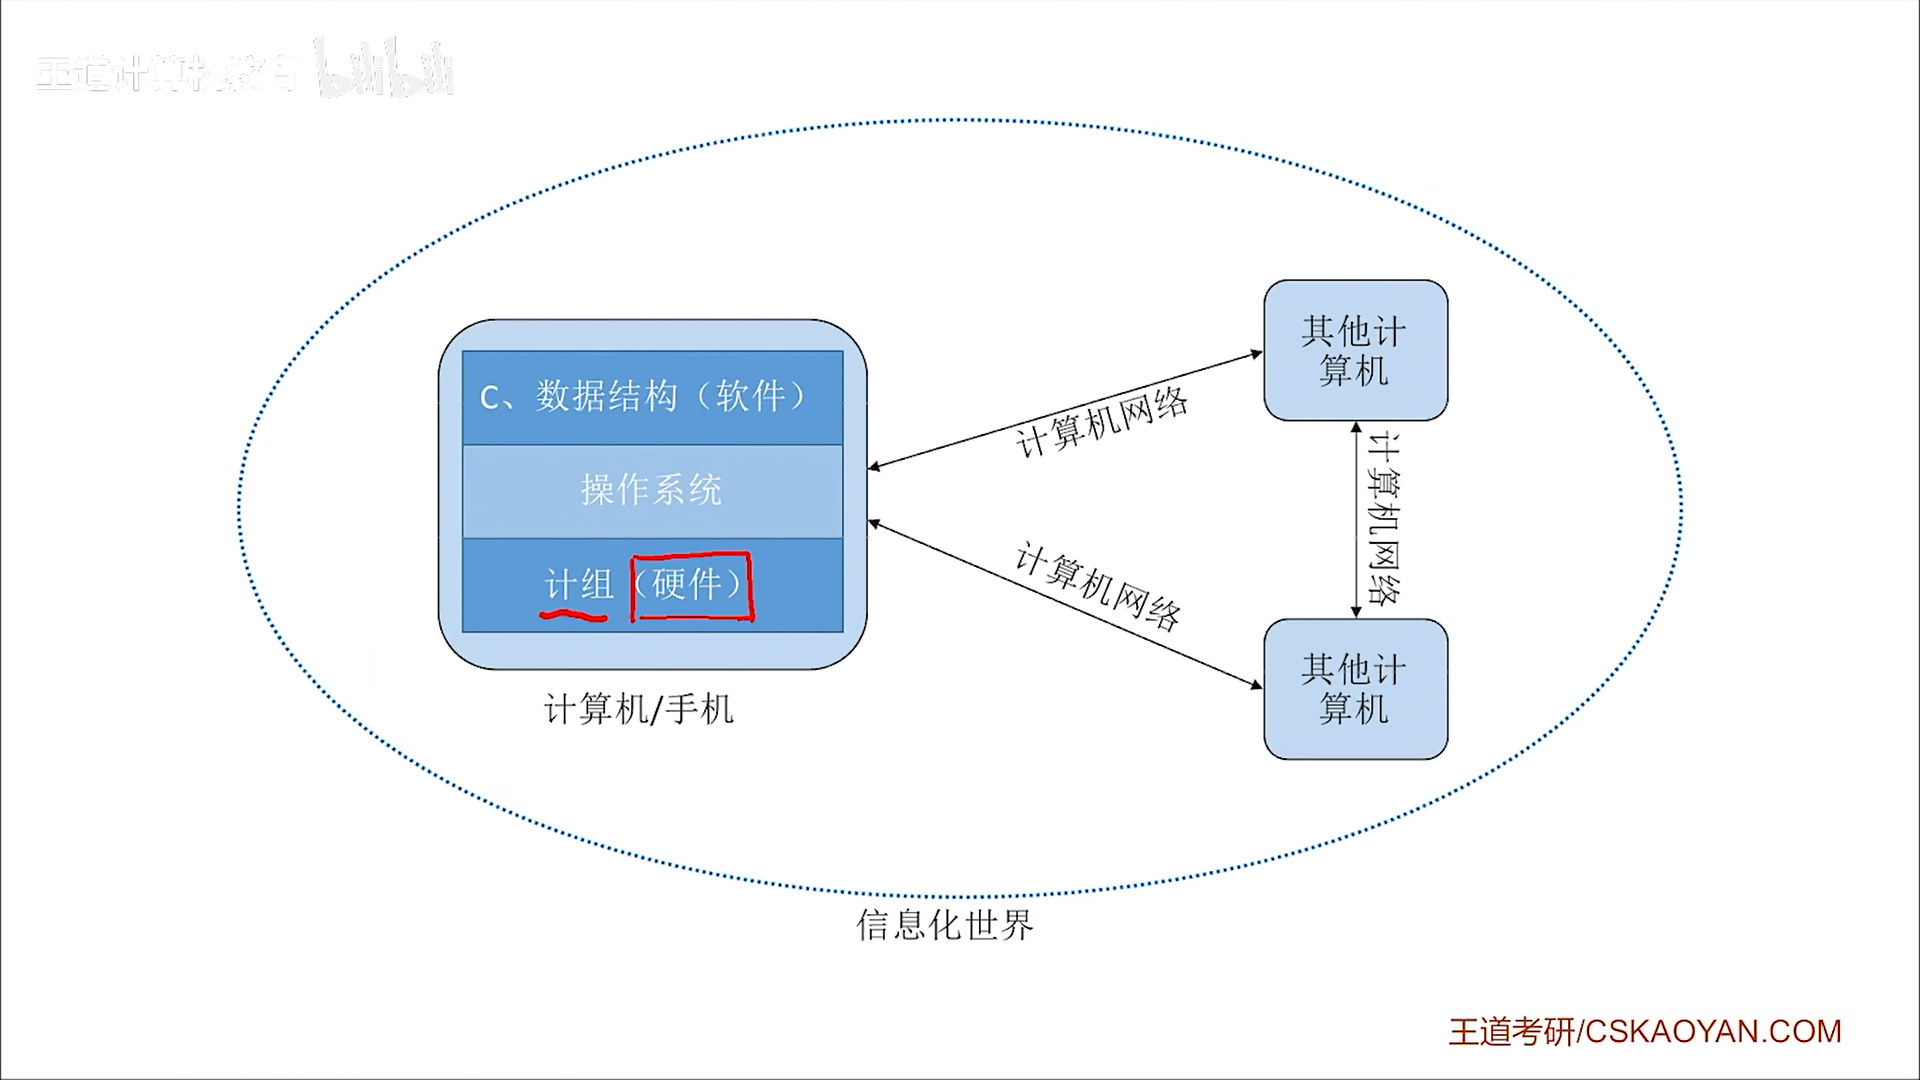 王道计算机教育 bilibili
C、数据结构（软件）
操作系统
计组（硬件）
计算机/手机
计算机网络
计算机网络
其他计
算机
计算机网络
其他计
算机
信息化世界
王道考研/CSKAOYAN.COM